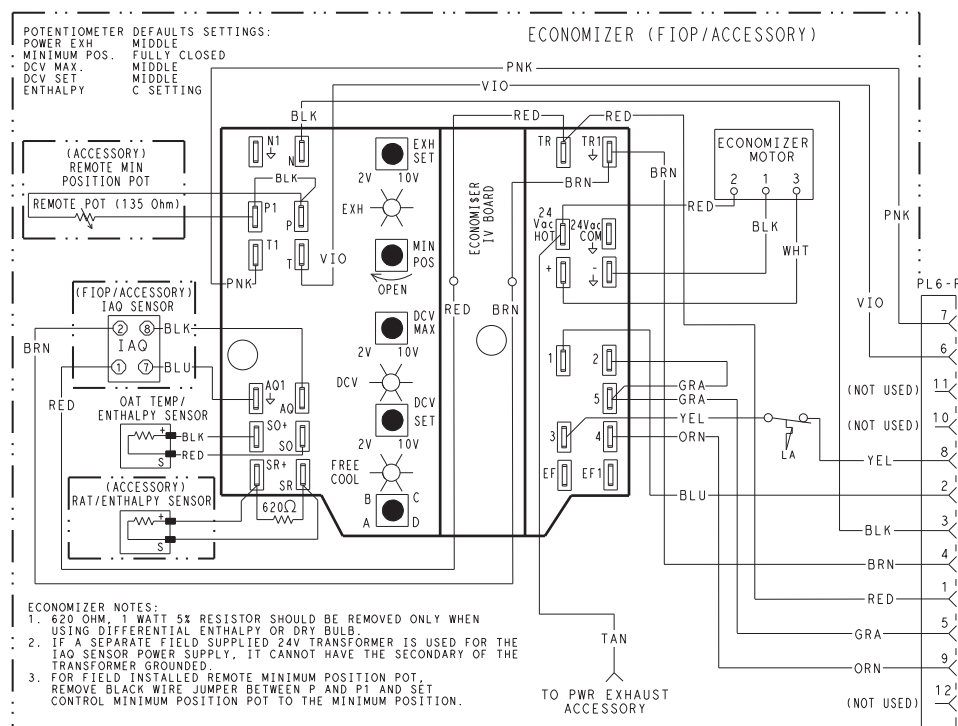 POTENTIOMETER DEFAULTS SETTINGS:
POWER EXH MIDDLE
MINIMUM POS. FULLY CLOSED
DCV MAX. MIDDLE
DCV SET MIDDLE
ENTHALPY C SETTING
ECONOMIZER (FIOP/ACCESSORY)
PNK
VIO
BLK
RED
RED
N1
N
EXH
SET
2V 10V
TR
TR1
BRN
BRN
ECONOMIZER
MOTOR
2 1 3
(ACCESSORY)
REMOTE MIN
POSITION POT
REMOTE POT (135 Ohm)
BLK
P1
P
EXH
ECONOMI$ER
IV BOARD
24
Vac
HOT
24Vac
COM
RED
BLK
WHT
PNK
T1
T
VIO
PNK
MIN
POS
OPEN
+
-
(FIOP/ACCESSORY)
IAQ SENSOR
2 8
IAQ
1 7
BLK
BLU
BRN
RED
RED
BRN
DCV
MAX
2V 10V
VIO
PL6-R
7
6
1
2
GRA
GRA
5
DCV
AQ1
AQ
DCV
SET
2V 10V
OAT TEMP/
ENTHALPY SENSOR
+
S
BLK
RED
SO+
SO
3
4
YEL
ORN
LA
(NOT USED) 11
(NOT USED) 10
YEL 8
SR+
SR
620Ω
FREE
COOL
B C
A D
EF
EF1
BLU 2
(ACCESSORY)
RAT/ENTHALPY SENSOR
+
S
BLK 3
BRN 4
RED 1
GRA 5
ORN 9
(NOT USED) 12
TAN
TO PWR EXHAUST
ACCESSORY
ECONOMIZER NOTES:
1. 620 OHM, 1 WATT 5% RESISTOR SHOULD BE REMOVED ONLY WHEN
USING DIFFERENTIAL ENTHALPY OR DRY BULB.
2. IF A SEPARATE FIELD SUPPLIED 24V TRANSFORMER IS USED FOR THE
IAQ SENSOR POWER SUPPLY, IT CANNOT HAVE THE SECONDARY OF THE
TRANSFORMER GROUNDED.
3. FOR FIELD INSTALLED REMOTE MINIMUM POSITION POT,
REMOVE BLACK WIRE JUMPER BETWEEN P AND P1 AND SET
CONTROL MINIMUM POSITION POT TO THE MINIMUM POSITION.